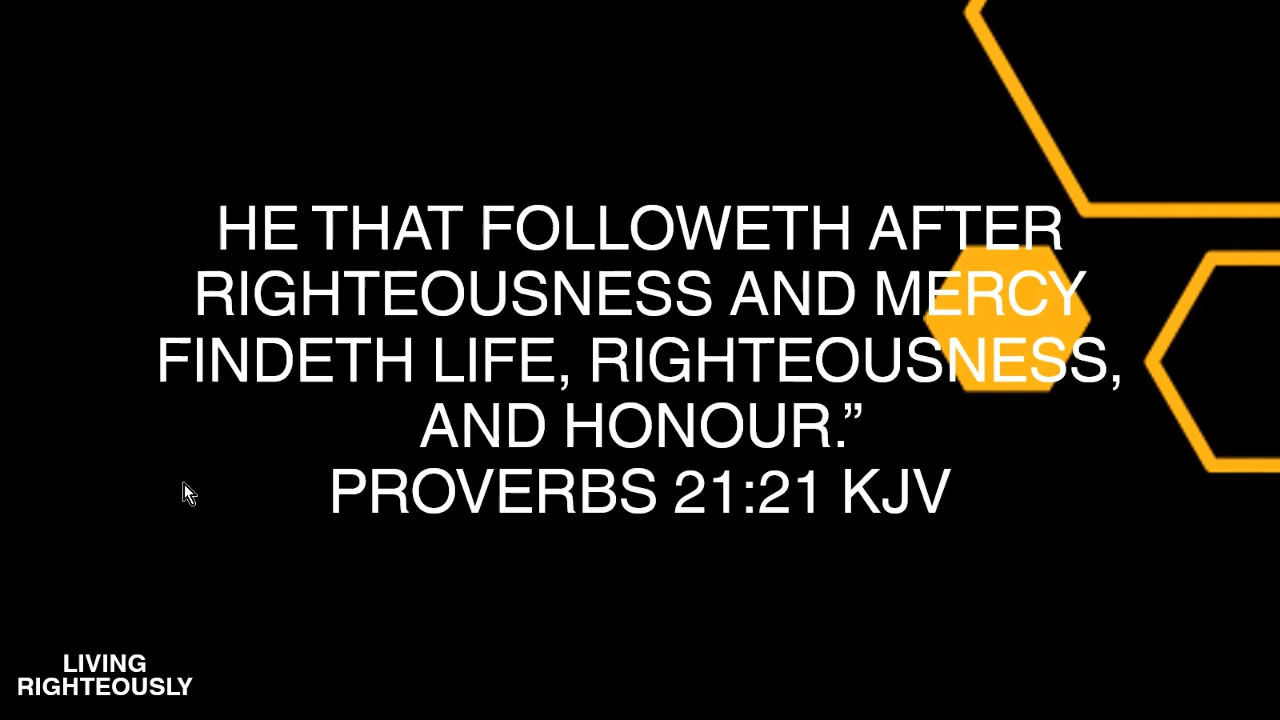 HE THAT FOLLOWETH AFTER
RIGHTEOUSNESS AND MERCY
FINDETH LIFE, RIGHTEOUSNESS,
AND HONOUR.”
PROVERBS 21:21 KJV
LIVING
RIGHTEOUSLY